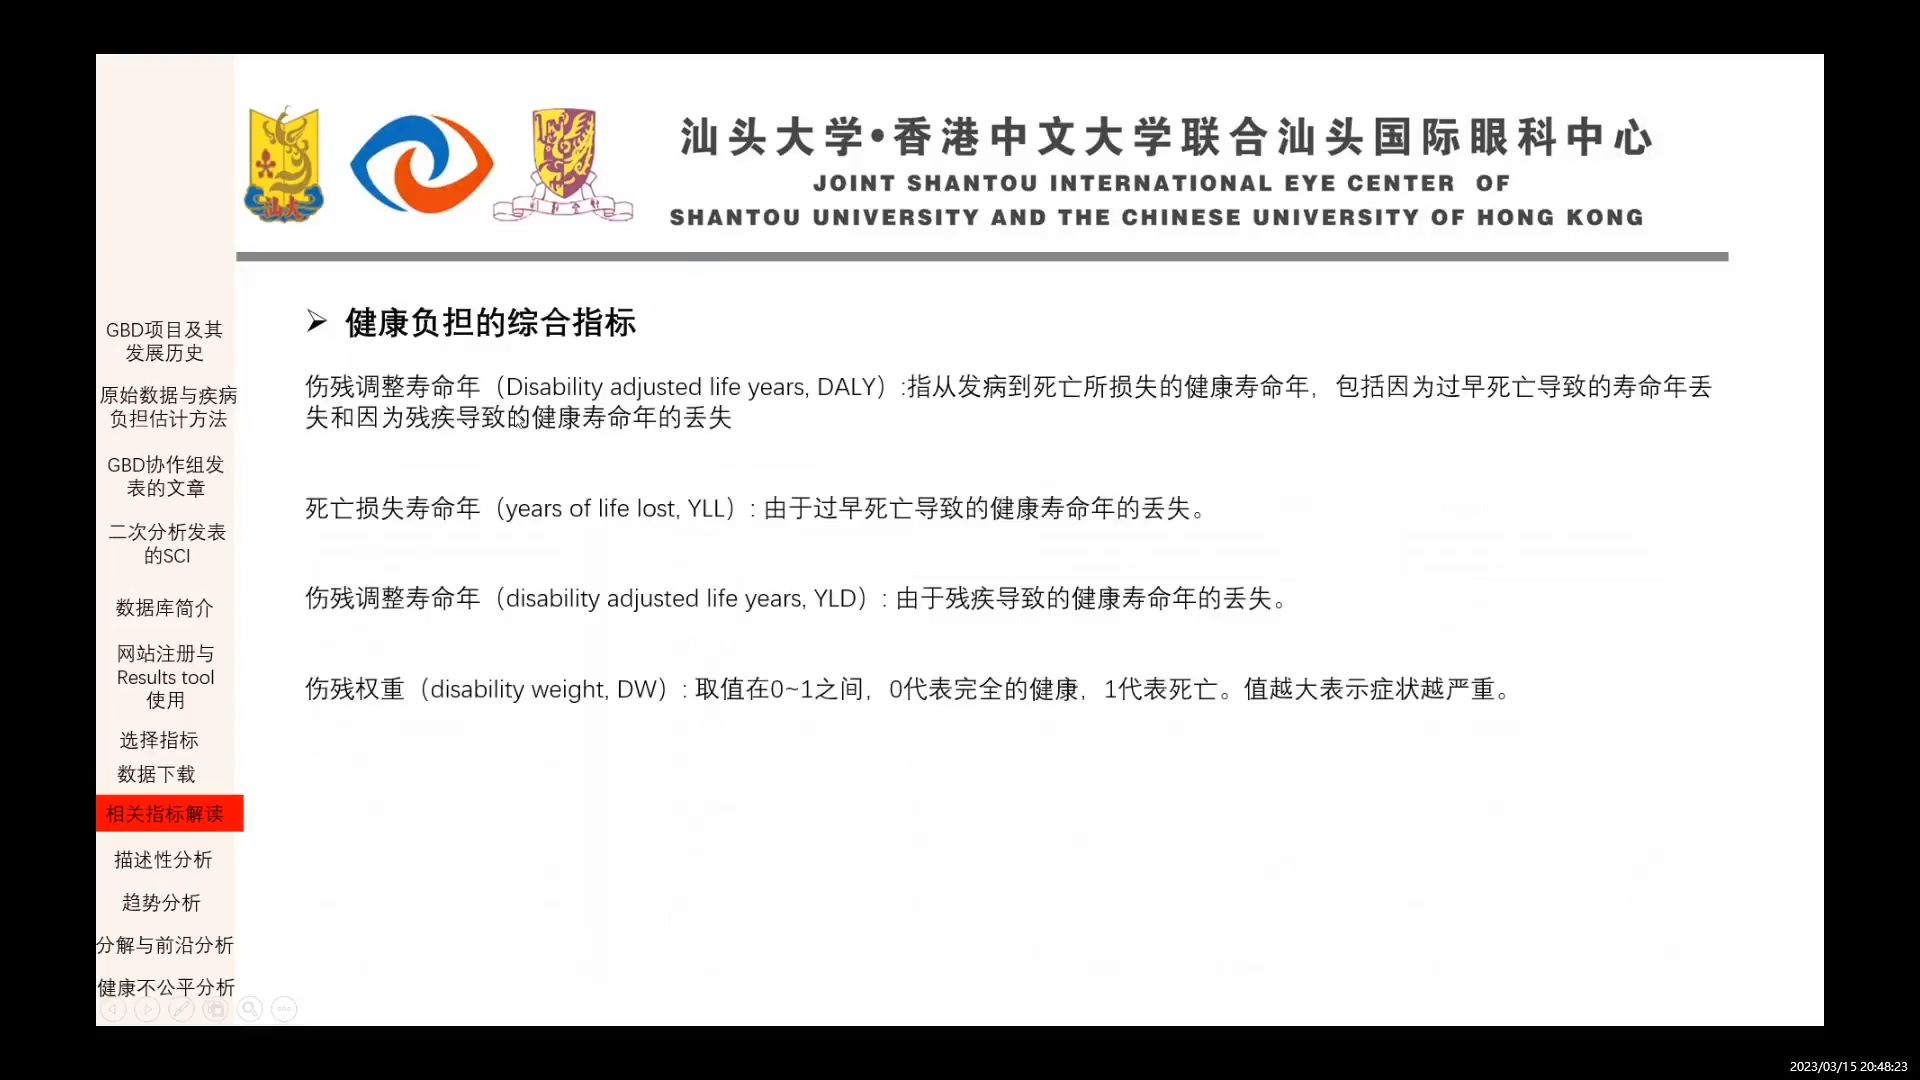 汕头大学•香港中文大学联合汕头国际眼科中心
JOINT SHANTOU INTERNATIONAL EYE CENTER OF
SHANTOU UNIVERSITY AND THE CHINESE UNIVERSITY OF HONG KONG
汕大
GBD项目及其
发展历史
原始数据与疾病
负担估计方法
GBD协作组发
表的文章
二次分析发表
的SCI
数据库简介
网站注册与
Results tool
使用
选择指标
数据下载
相关指标解读
描述性分析
趋势分析
分解与前沿分析
健康不公平分析
➢ 健康负担的综合指标
伤残调整寿命年（Disability adjusted life years, DALY）:指从发病到死亡所损失的健康寿命年，包括因为过早死亡导致的寿命年丢
失和因为残疾导致的健康寿命年的丢失
死亡损失寿命年（years of life lost, YLL）: 由于过早死亡导致的健康寿命年的丢失。
伤残调整寿命年（disability adjusted life years, YLD）: 由于残疾导致的健康寿命年的丢失。
伤残权重（disability weight, DW）: 取值在0~1之间，0代表完全的健康，1代表死亡。值越大表示症状越严重。
2023/03/15 20:48:23